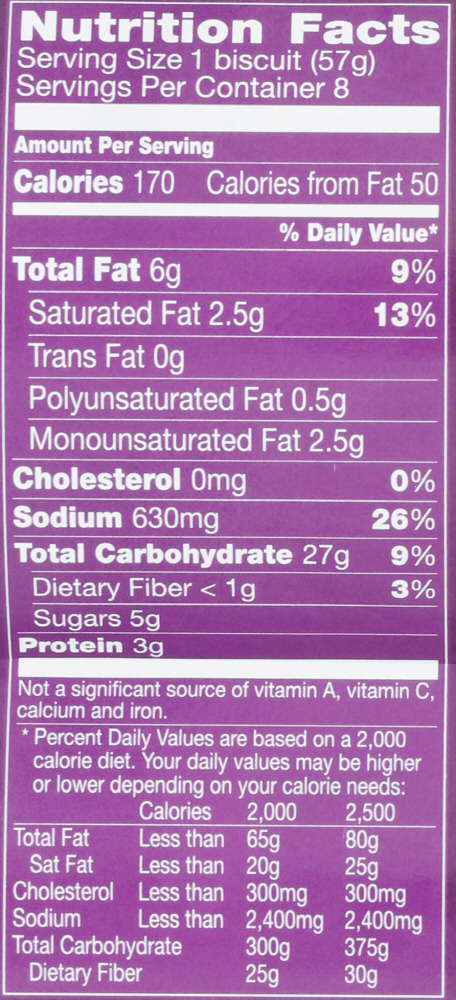 Nutrition Facts
Serving Size 1 biscuit (57g)
Servings Per Container 8
Amount Per Serving
Calories 170 Calories from Fat 50
% Daily Value*
Total Fat 6g 9%
Saturated Fat 2.5g 13%
Trans Fat 0g
Polyunsaturated Fat 0.5g
Monounsaturated Fat 2.5g
Cholesterol 0mg 0%
Sodium 630mg 26%
Total Carbohydrate 27g 9%
Dietary Fiber < 1g 3%
Sugars 5g
Protein 3g
Not a significant source of vitamin A, vitamin C,
calcium and iron.
* Percent Daily Values are based on a 2,000
calorie diet. Your daily values may be higher
or lower depending on your calorie needs:
Calories 2,000 2,500
Total Fat Less than 65g 80g
Sat Fat Less than 20g 25g
Cholesterol Less than 300mg 300mg
Sodium Less than 2,400mg 2,400mg
Total Carbohydrate 300g 375g
Dietary Fiber 25g 30g